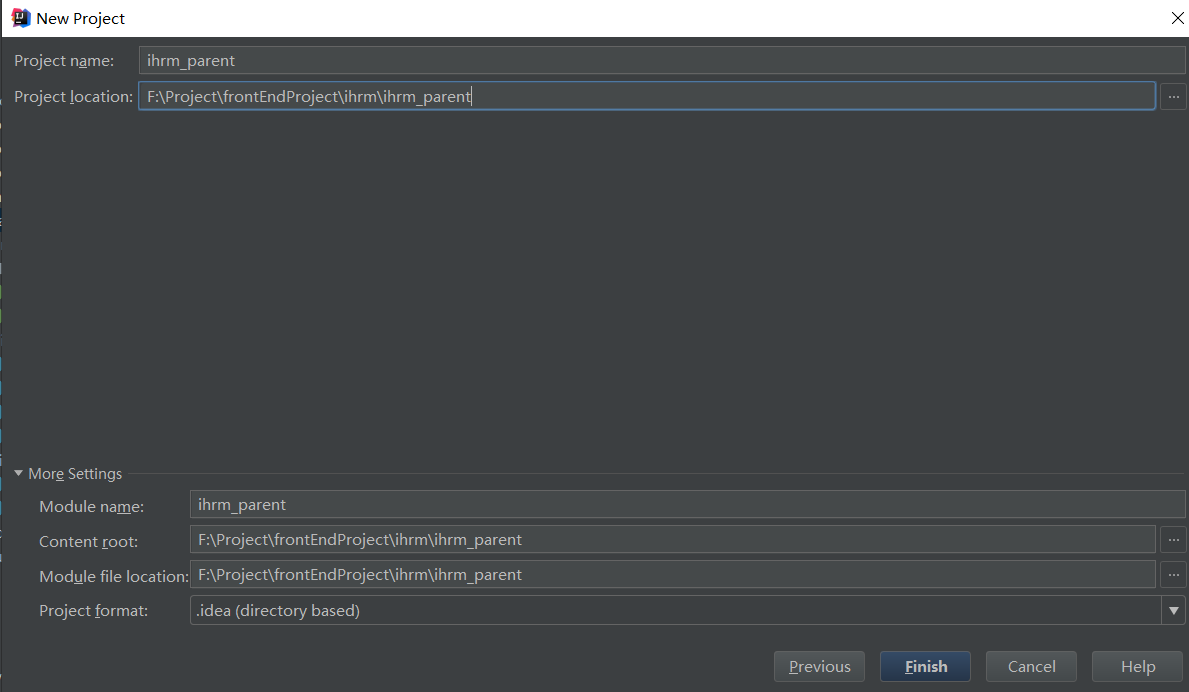 New Project
Project name: ihrm_parent
Project location: F:\Project\frontEndProject\ihrm\ihrm_parent ...
More Settings
Module name: ihrm_parent
Content root: F:\Project\frontEndProject\ihrm\ihrm_parent ...
Module file location: F:\Project\frontEndProject\ihrm\ihrm_parent ...
Project format: .idea (directory based)
Previous Finish Cancel Help